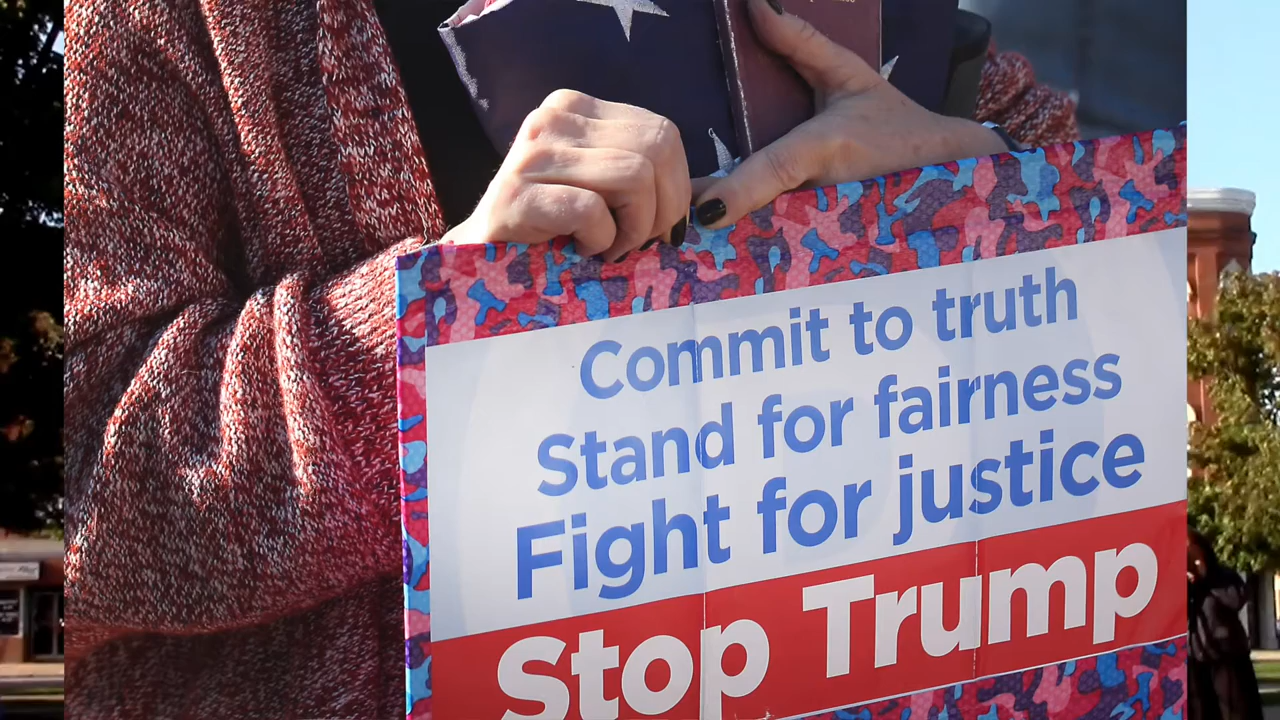 Commit to truth
Stand for fairness
Fight for justice
Stop Trump